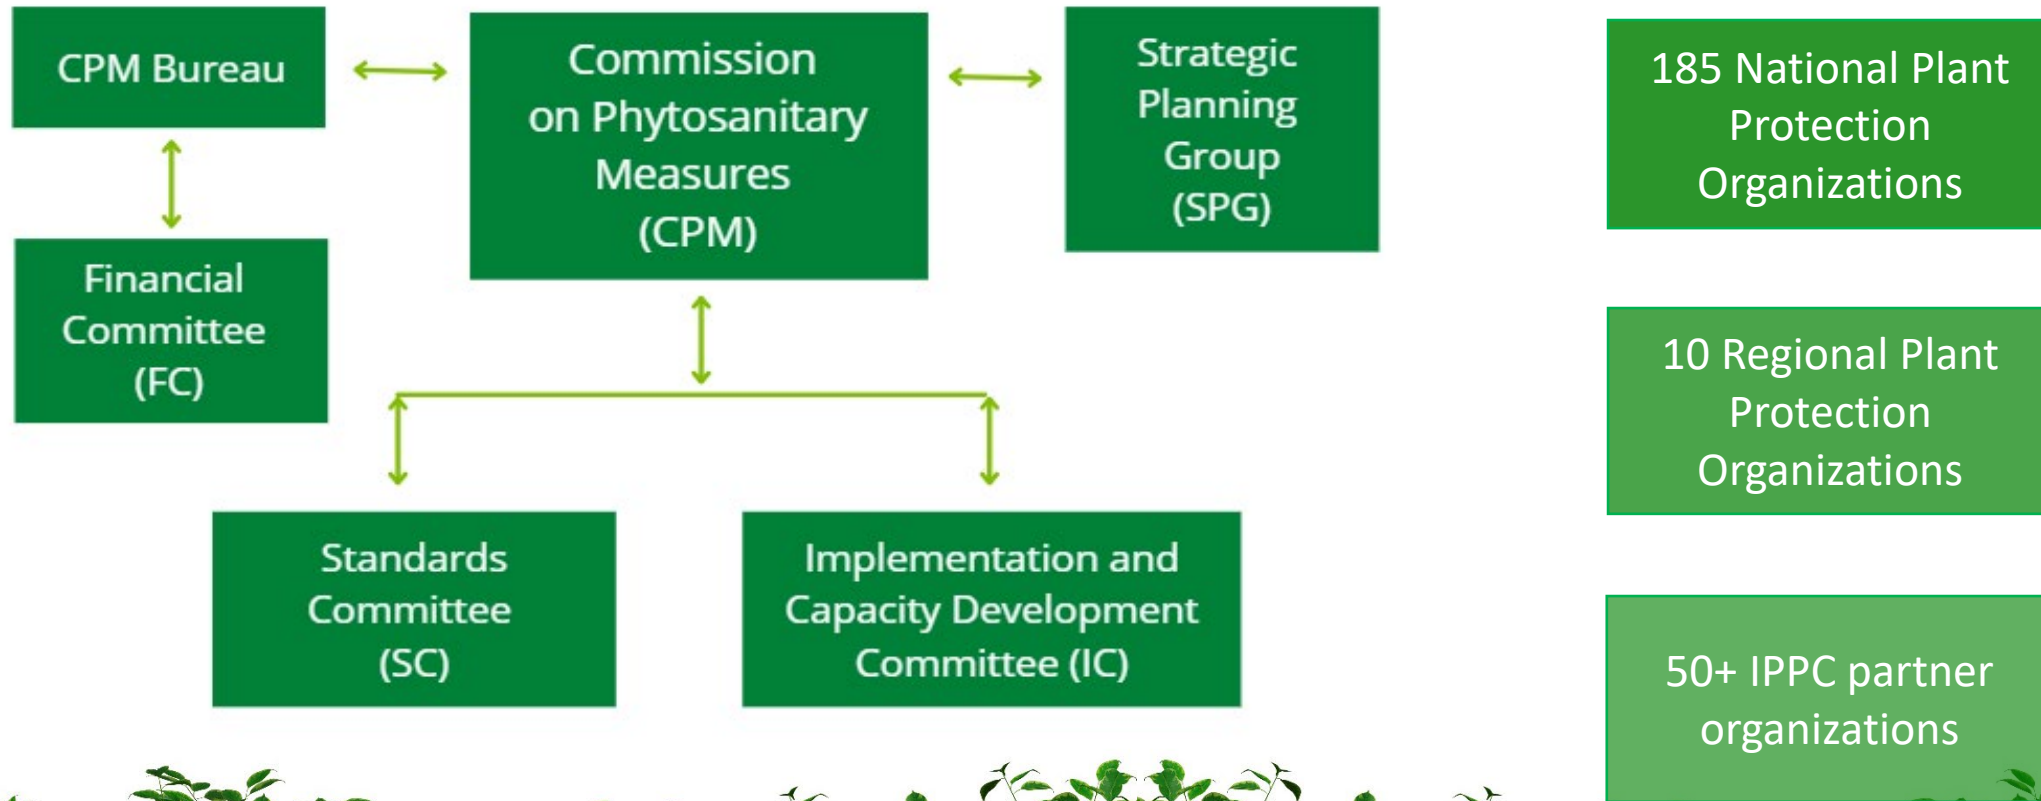 CPM Bureau
Commission
on Phytosanitary
Measures
(CPM)
Strategic
Planning
Group
(SPG)
Financial
Committee
(FC)
Standards
Committee
(SC)
Implementation and
Capacity Development
Committee (IC)
185 National Plant
Protection
Organizations
10 Regional Plant
Protection
Organizations
50+ IPPC partner
organizations